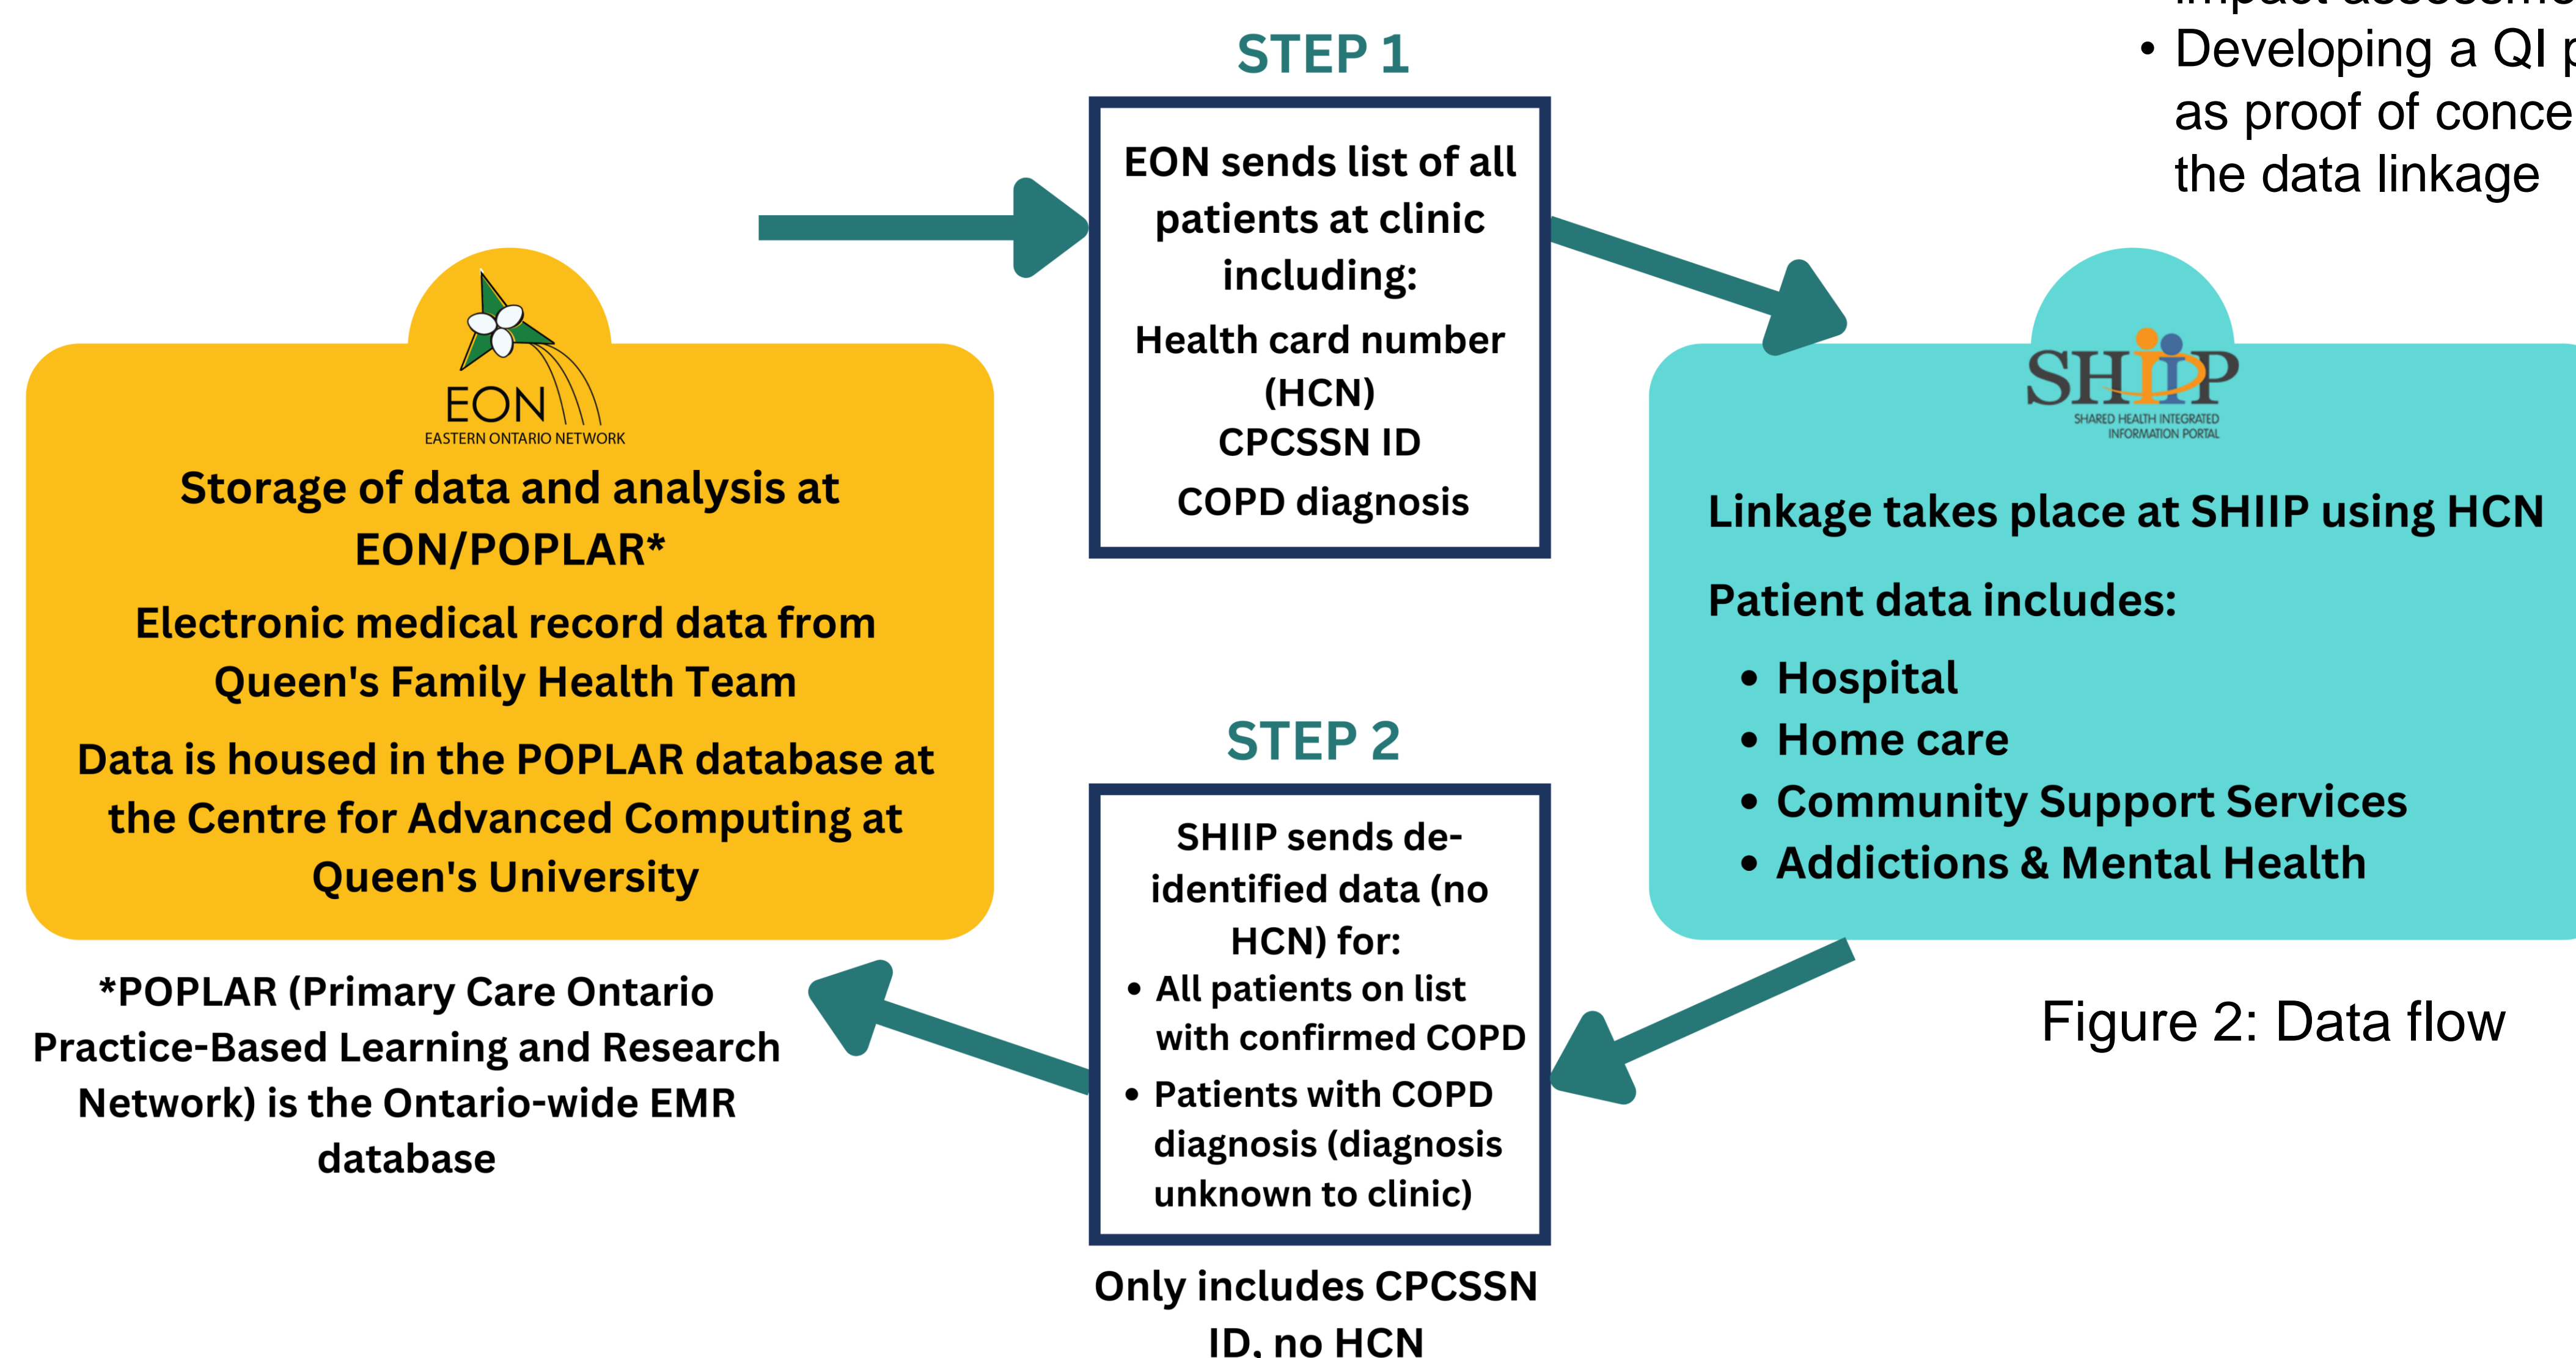 impact assessme
• Developing a QI p
as proof of conce
the data linkage
STEP 1
EON sends list of all
patients at clinic
including:
Health card number
(HCN)
CPCSSN ID
COPD diagnosis
EON
EASTERN ONTARIO NETWORK
Storage of data and analysis at
EON/POPLAR*
Electronic medical record data from
Queen's Family Health Team
Data is housed in the POPLAR database at
the Centre for Advanced Computing at
Queen's University
*POPLAR (Primary Care Ontario
Practice-Based Learning and Research
Network) is the Ontario-wide EMR
database
SHiiP
SHARED HEALTH INTEGRATED
INFORMATION PORTAL
Linkage takes place at SHIIP using HCN
Patient data includes:
• Hospital
• Home care
• Community Support Services
• Addictions & Mental Health
STEP 2
SHIIP sends de-
identified data (no
HCN) for:
• All patients on list
with confirmed COPD
• Patients with COPD
diagnosis (diagnosis
unknown to clinic)
Only includes CPCSSN
ID, no HCN
Figure 2: Data flow